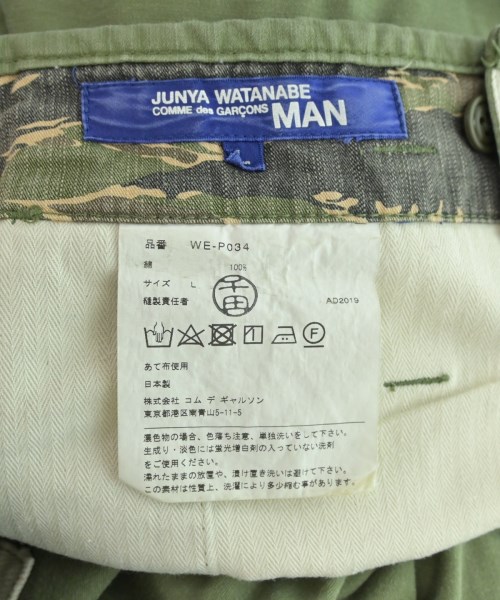 JUNYA WATANABE
COMME des GARÇONS MAN
L
品番 WE-P034
綿 100%
サイズ L
縫製責任者 千田 AD2019
あて布使用
日本製
株式会社 コム デ ギャルソン
東京都港区南青山5-11-5
濃色物の場合、色落ち注意、単独洗いをして下さい。
生成り・淡色には蛍光増白剤の入っていない洗剤
をご使用ください。
濡れたままの放置や、漬け置き洗いは避けて下さい。
この素材は性質上、洗濯により多少縮む事があります。